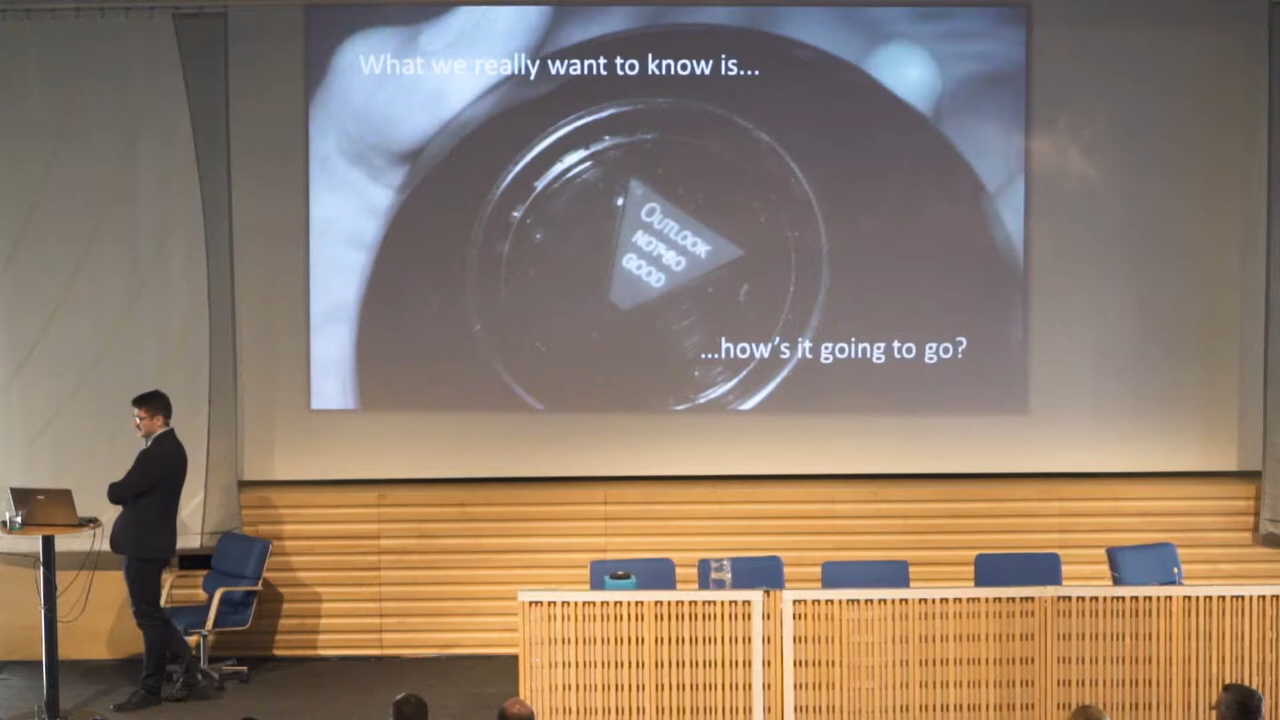 What we really want to know is...
OUTLOOK
NOT SO
GOOD
...how's it going to go?